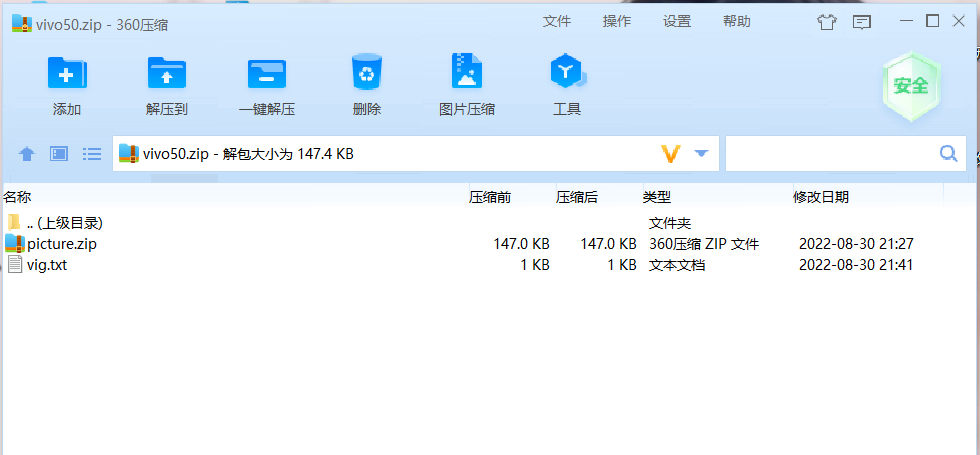 vivo50.zip - 360压缩
文件 操作 设置 帮助
安全
添加 解压到 一键解压 删除 图片压缩 工具
vivo50.zip - 解包大小为 147.4 KB
名称 压缩前 压缩后 类型 修改日期
.. (上级目录) 文件夹
picture.zip 147.0 KB 147.0 KB 360压缩 ZIP 文件 2022-08-30 21:27
vig.txt 1 KB 1 KB 文本文档 2022-08-30 21:41